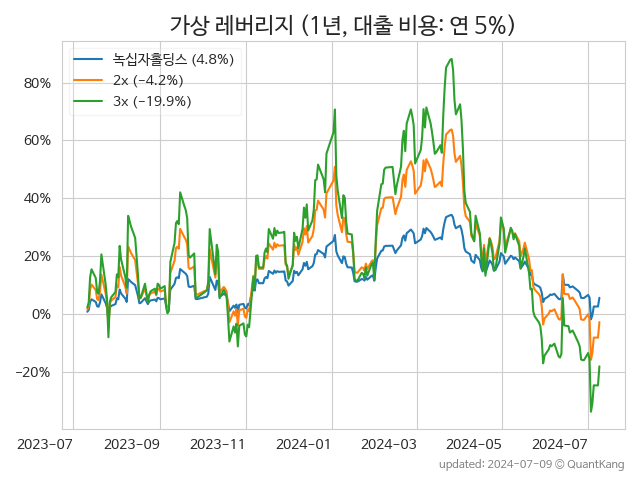 가상 레버리지 (1년, 대출 비용: 연 5%)
녹십자홀딩스 (4.8%)
2x (−4.2%)
3x (−19.9%)
80%
60%
40%
20%
0%
−20%
2023-07 2023-09 2023-11 2024-01 2024-03 2024-05 2024-07
updated: 2024-07-09 © QuantKang